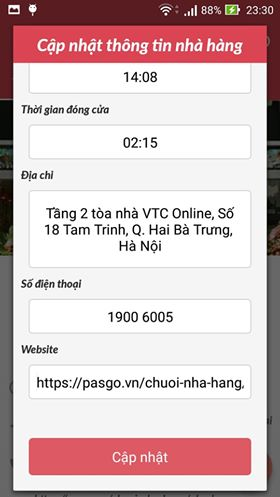 88% 23:30
Cập nhật thông tin nhà hàng
14:08
Thời gian đóng cửa
02:15
Địa chỉ
Tầng 2 tòa nhà VTC Online, Số
18 Tam Trinh, Q. Hai Bà Trưng,
Hà Nội
Số điện thoại
1900 6005
Website
https://pasgo.vn/chuoi-nha-hang,
Cập nhật